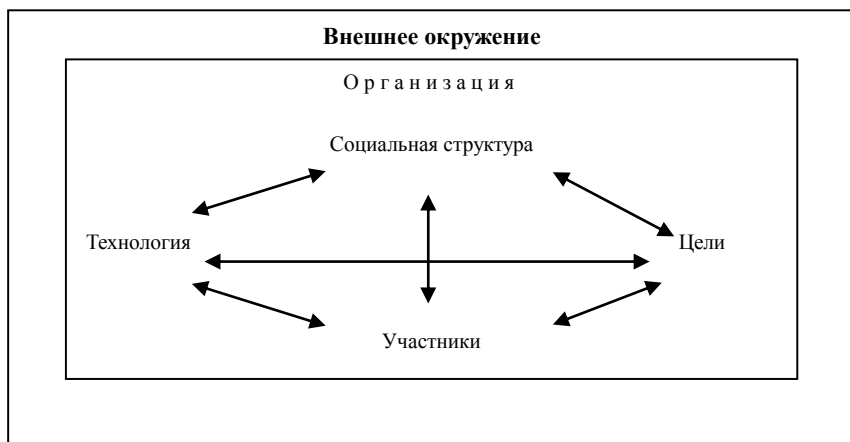 Внешнее окружение
О р г а н и з а ц и я
Социальная структура
Технология
Цели
Участники